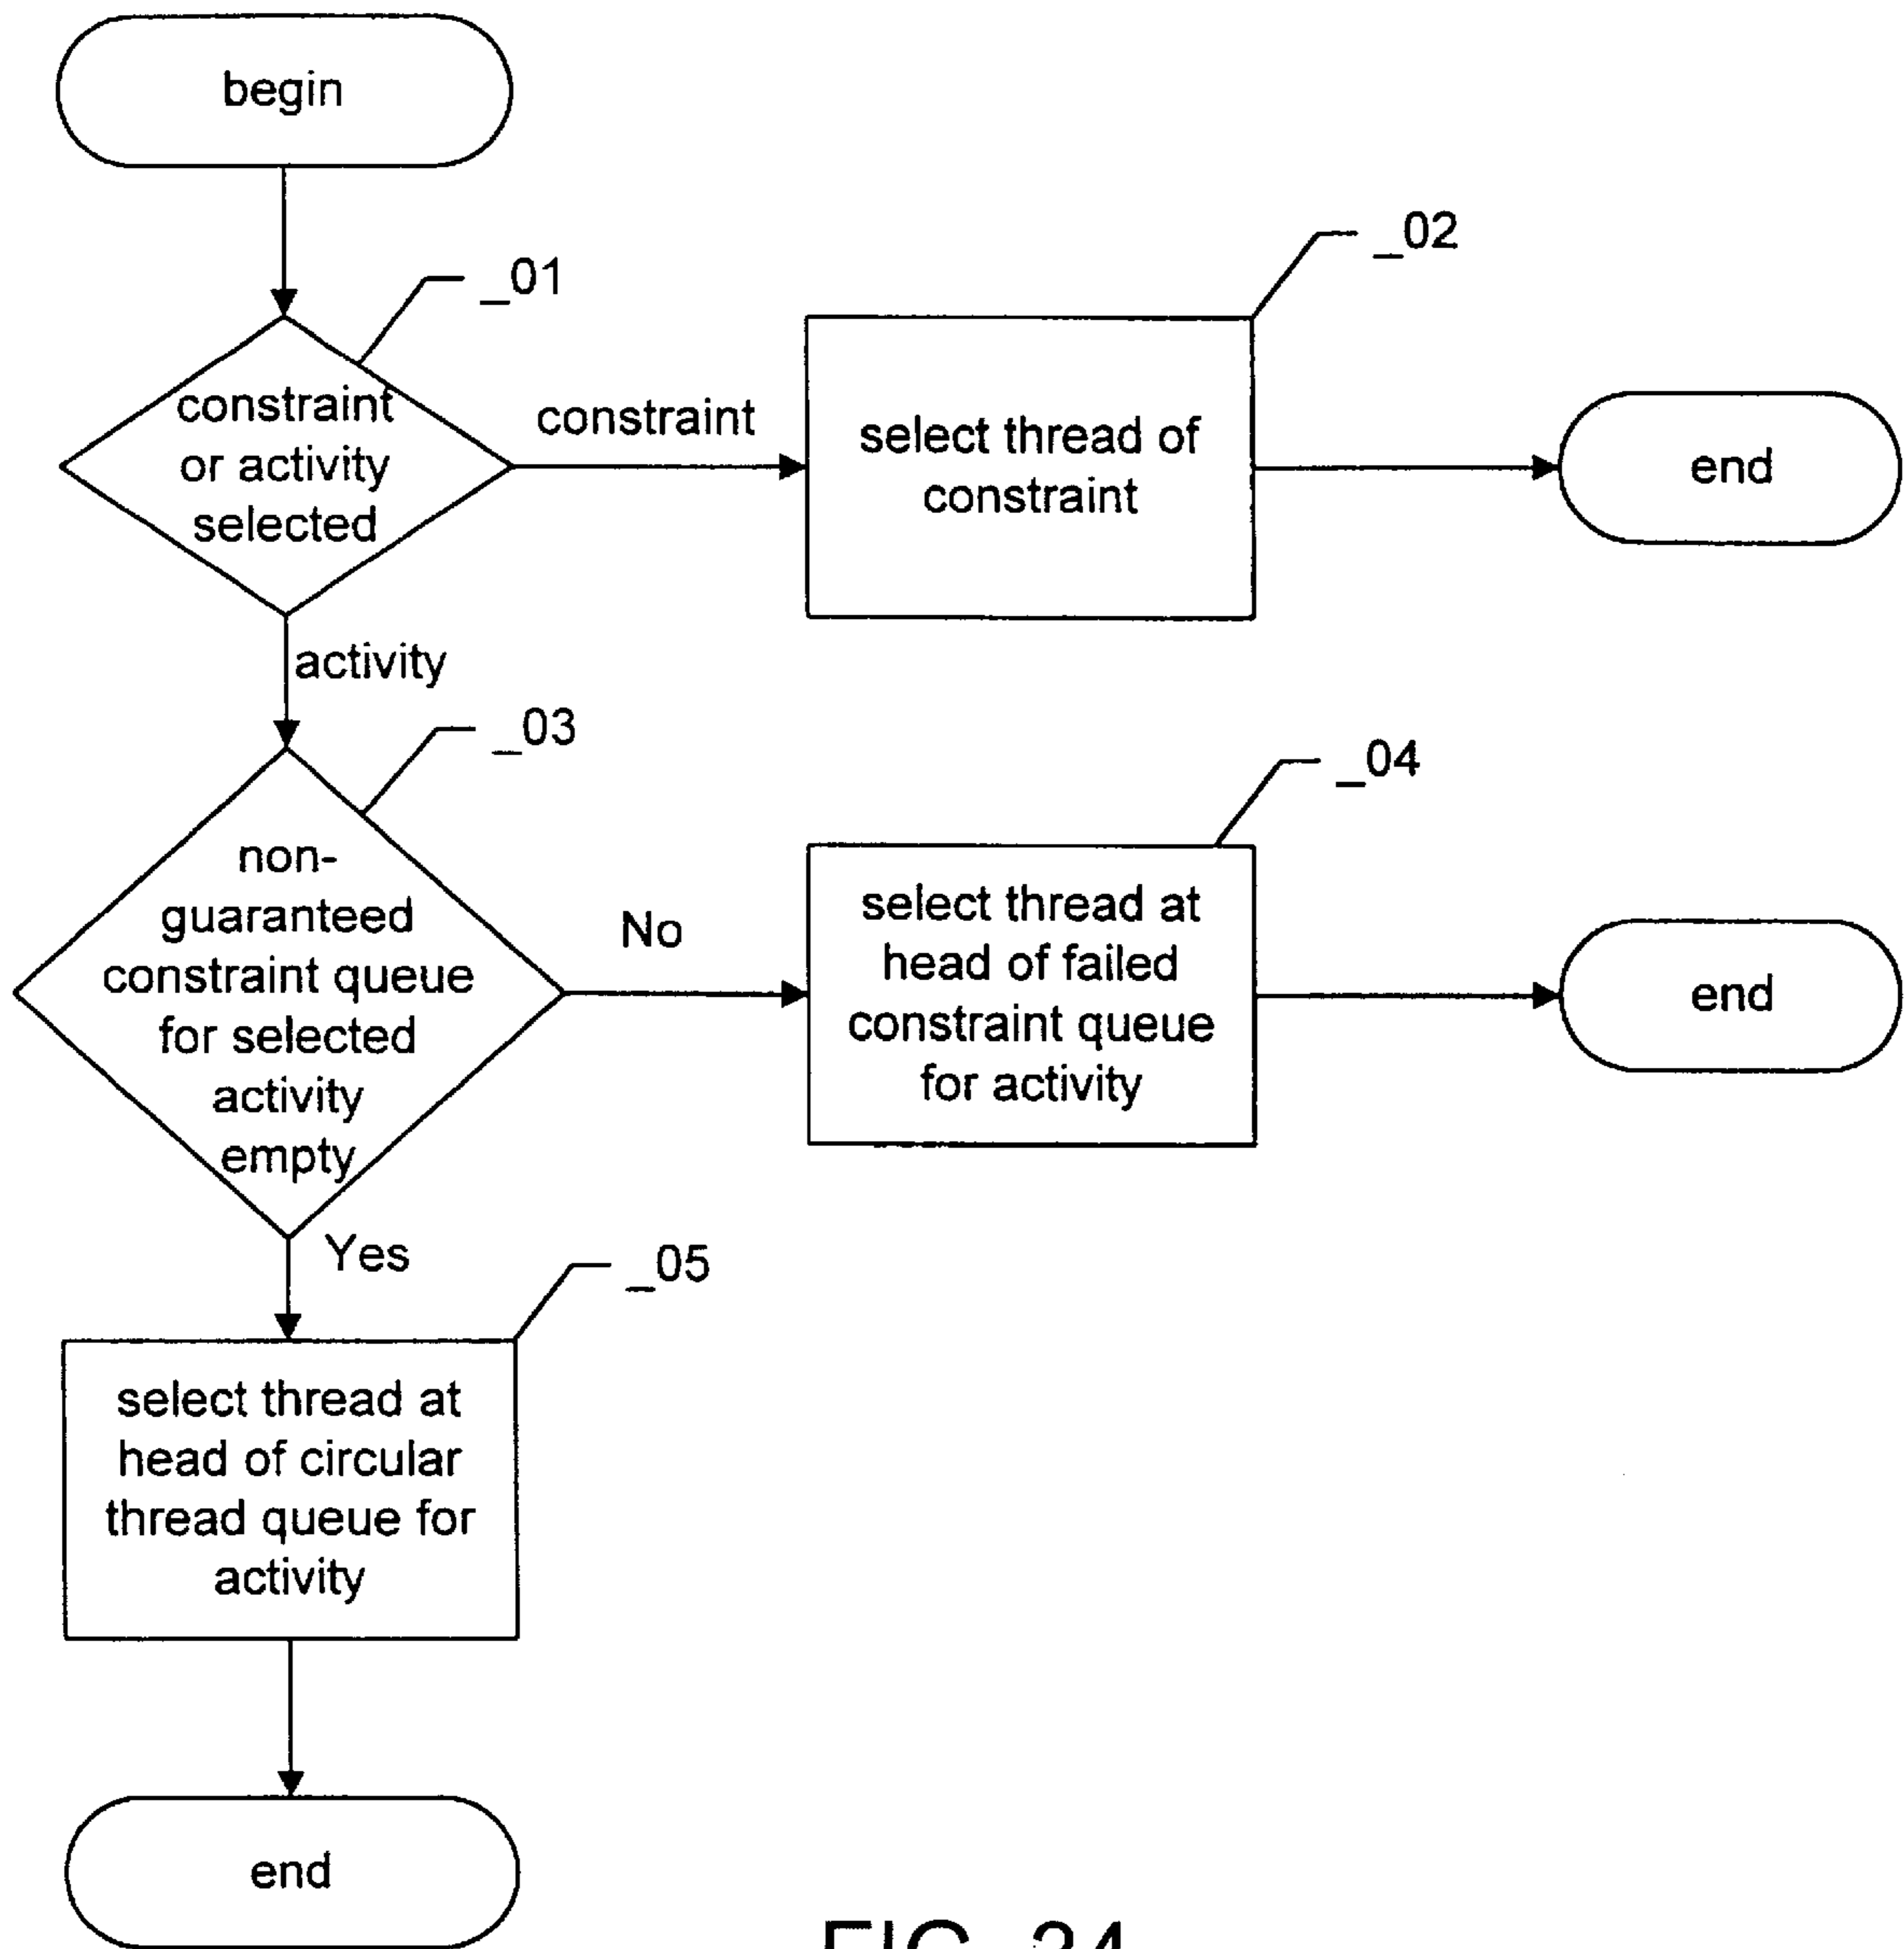 begin
_01
constraint
or activity
selected
constraint
_02
select thread of
constraint
end
activity
_03
non-
guaranteed
constraint queue
for selected
activity
empty
No
_04
select thread at
head of failed
constraint queue
for activity
end
Yes
_05
select thread at
head of circular
thread queue for
activity
end